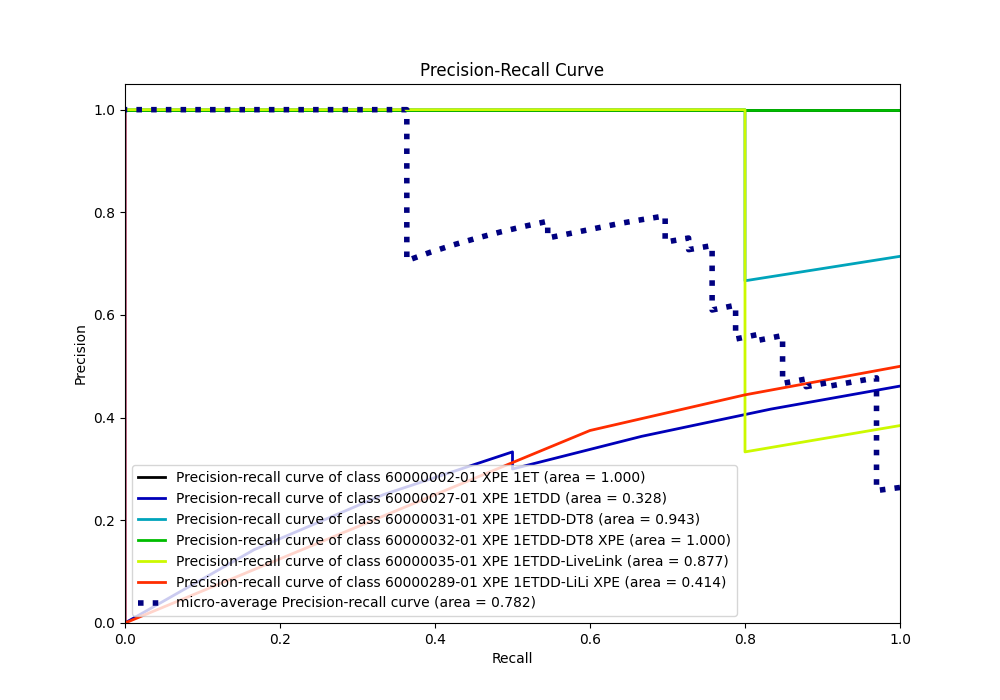 Precision-Recall Curve
1.0
0.8
0.6
0.4
0.2
0.0
Precision
Precision-recall curve of class 60000002-01 XPE 1ET (area = 1.000)
Precision-recall curve of class 60000027-01 XPE 1ETDD (area = 0.328)
Precision-recall curve of class 60000031-01 XPE 1ETDD-DT8 (area = 0.943)
Precision-recall curve of class 60000032-01 XPE 1ETDD-DT8 XPE (area = 1.000)
Precision-recall curve of class 60000035-01 XPE 1ETDD-LiveLink (area = 0.877)
Precision-recall curve of class 60000289-01 XPE 1ETDD-LiLi XPE (area = 0.414)
micro-average Precision-recall curve (area = 0.782)
0.0 0.2 0.4 0.6 0.8 1.0
Recall